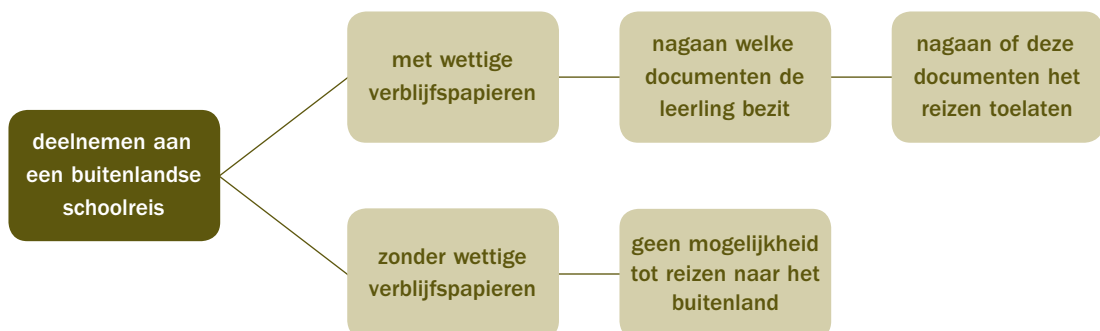 deelnemen aan
een buitenlandse
schoolreis
met wettige
verblijfspapieren
nagaan welke
documenten de
leerling bezit
nagaan of deze
documenten het
reizen toelaten
zonder wettige
verblijfspapieren
geen mogelijkheid
tot reizen naar het
buitenland